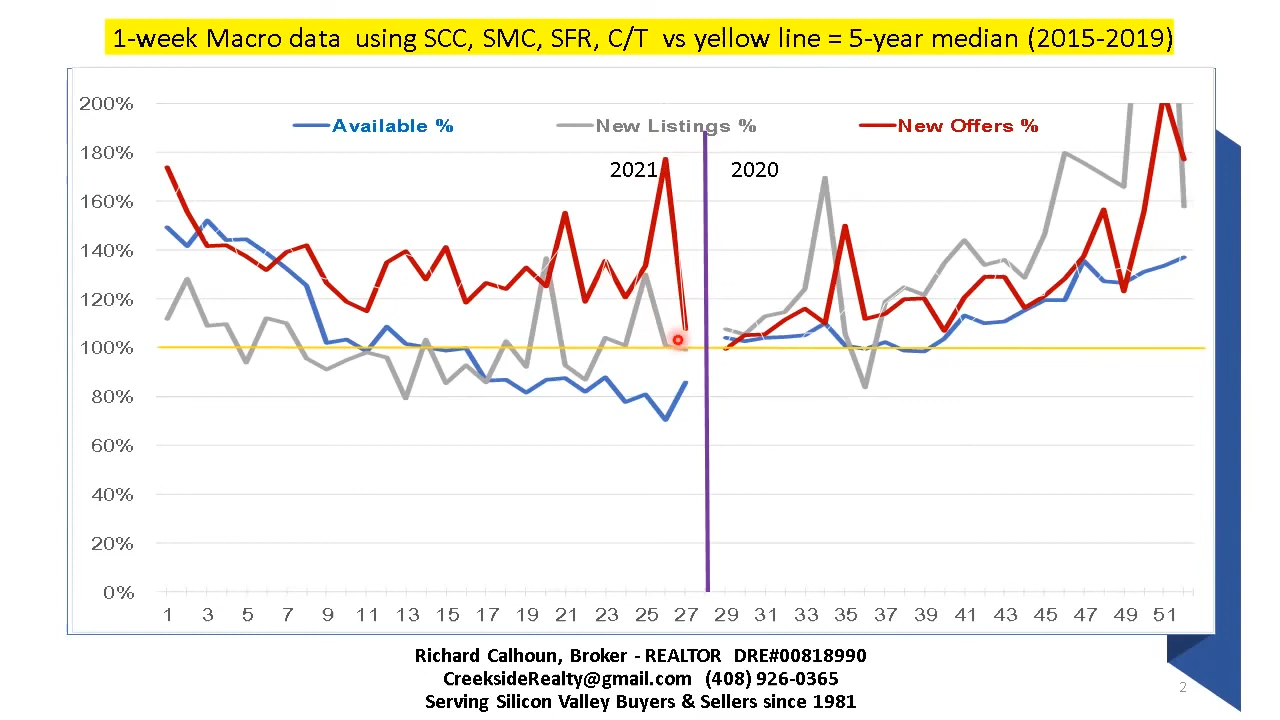 1-week Macro data using SCC, SMC, SFR, C/T vs yellow line = 5-year median (2015-2019)
200%
Available % New Listings % New Offers %
180%
2021 2020
160%
140%
120%
100%
80%
60%
40%
20%
0%
1 3 5 7 9 11 13 15 17 19 21 23 25 27 29 31 33 35 37 39 41 43 45 47 49 51
Richard Calhoun, Broker - REALTOR DRE#00818990
CreeksideRealty@gmail.com (408) 926-0365
Serving Silicon Valley Buyers & Sellers since 1981
2